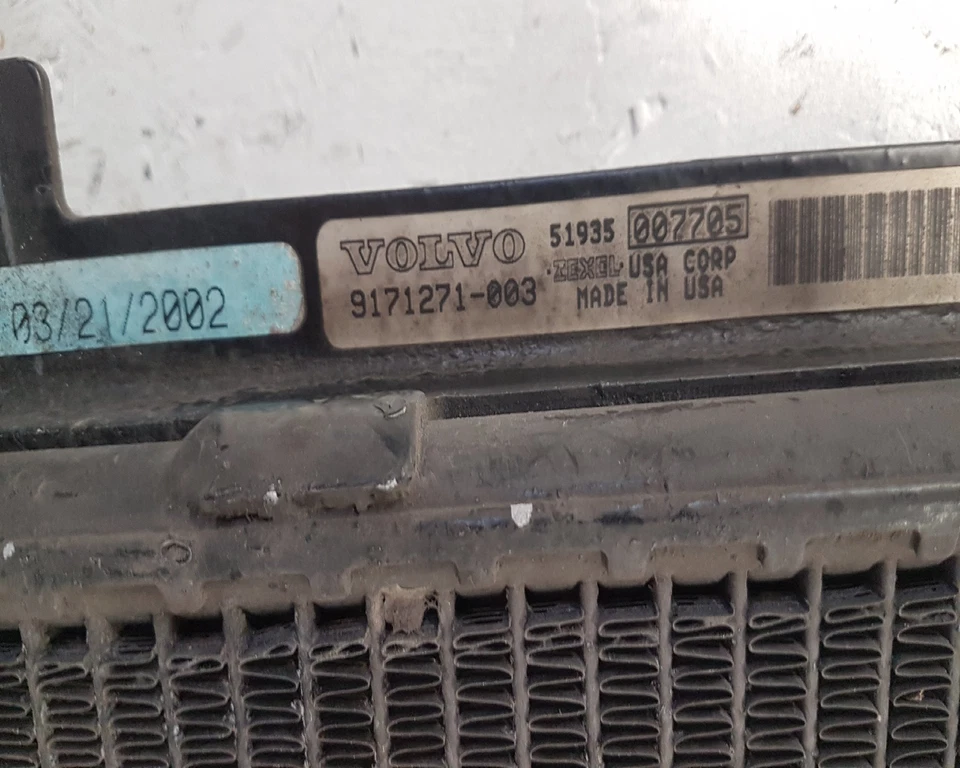 03/21/2002
VOLVO 51935 007705
ZEXEL USA CORP
9171271-003 MADE IN USA